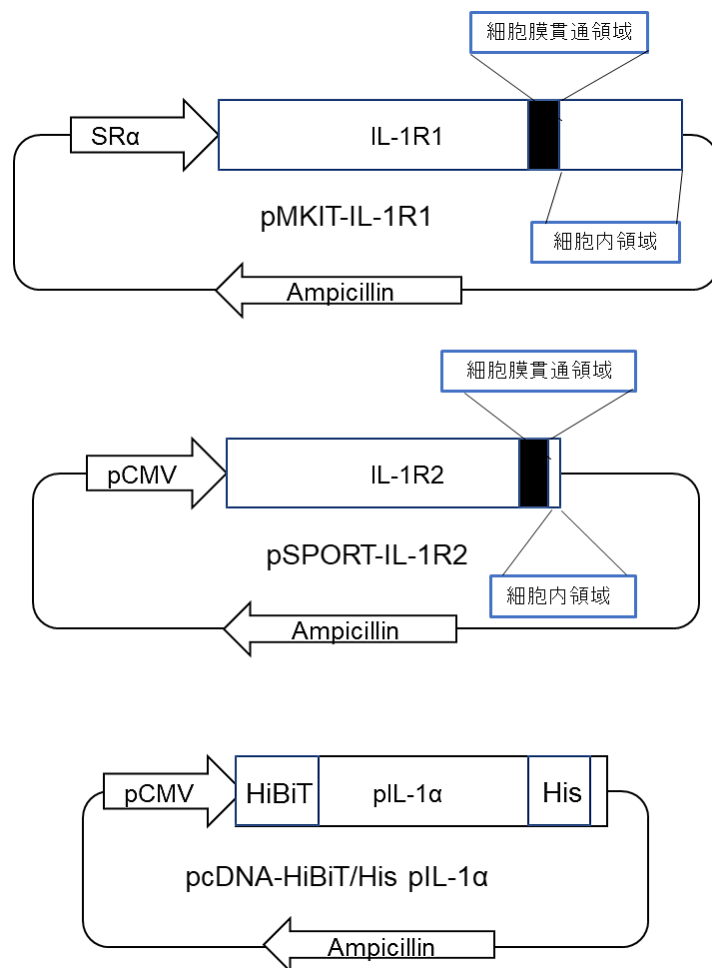 細胞膜貫通領域
SRα
IL-1R1
pMKIT-IL-1R1
細胞内領域
Ampicillin
細胞膜貫通領域
pCMV
IL-1R2
pSPORT-IL-1R2
細胞内領域
Ampicillin
pCMV
HiBiT
pIL-1α
His
pcDNA-HiBiT/His pIL-1α
Ampicillin